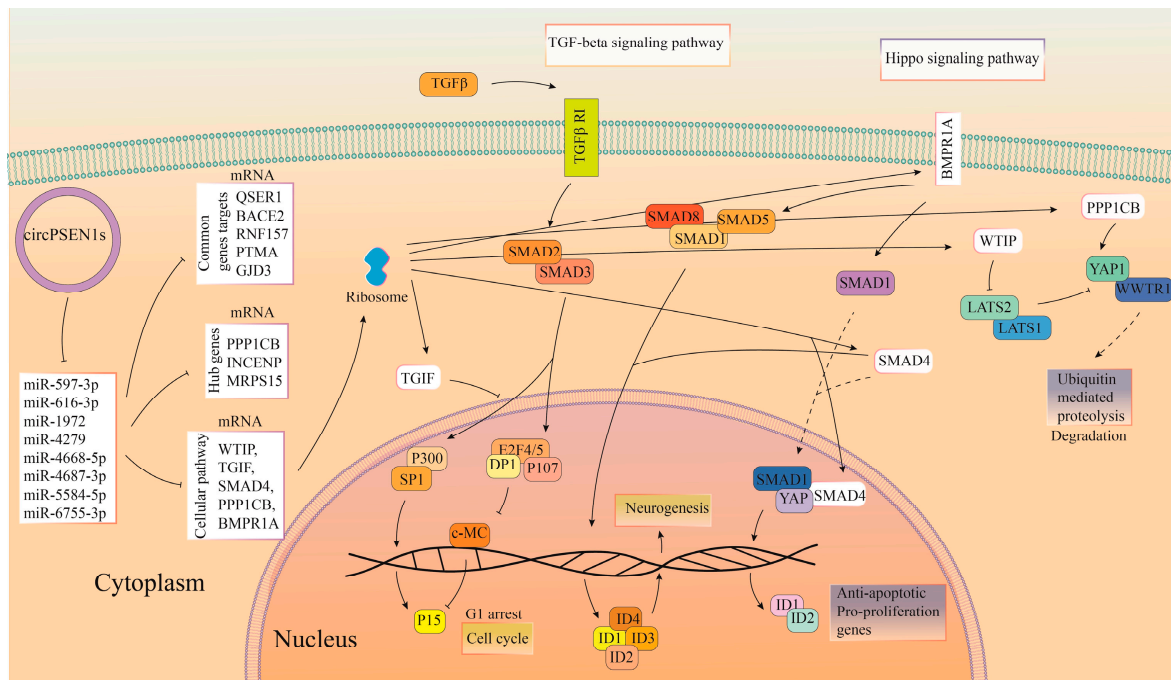 TGF-beta signaling pathway
Hippo signaling pathway
TGFβ
TGFβ RI
BMPR1A
circPSEN1s
mRNA
Common
genes targets
QSER1
BACE2
RNF157
PTMA
GJD3
mRNA
Hub genes
PPP1CB
INCENP
MRPS15
mRNA
Cellular pathway
WTIP,
TGIF,
SMAD4,
PPP1CB,
BMPR1A
miR-597-3p
miR-616-3p
miR-1972
miR-4279
miR-4668-5p
miR-4687-3p
miR-5584-5p
miR-6755-3p
Ribosome
SMAD2
SMAD3
SMAD8
SMAD5
SMAD1
SMAD1
PPP1CB
WTIP
YAP1
WWTR1
LATS2
LATS1
TGIF
SMAD4
Ubiquitin
mediated
proteolysis
Degradation
P300
SP1
E2F4/5
DP1
P107
SMAD1
YAP
SMAD4
Neurogenesis
c-MC
P15
G1 arrest
Cell cycle
ID4
ID1
ID3
ID2
ID1
ID2
Anti-apoptotic
Pro-proliferation
genes
Cytoplasm
Nucleus